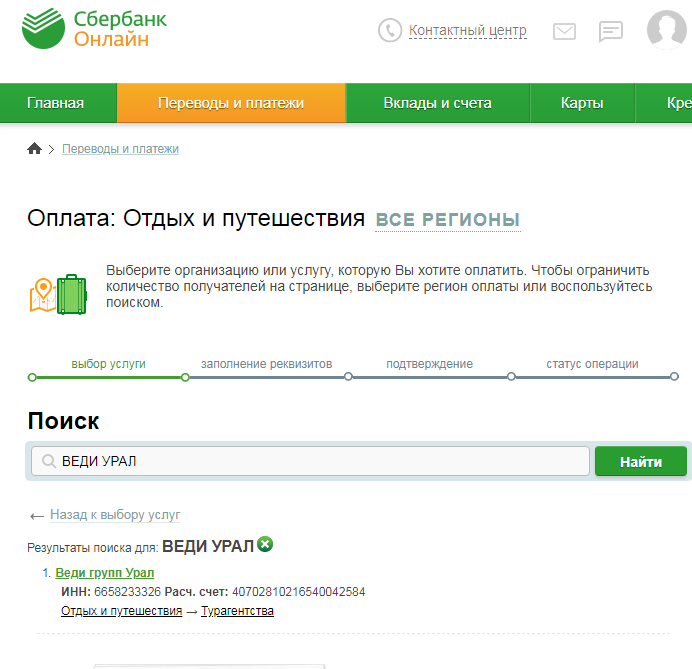 Сбербанк
Онлайн
Контактный центр
Главная Переводы и платежи Вклады и счета Карты Кре
Переводы и платежи
Оплата: Отдых и путешествия ВСЕ РЕГИОНЫ
Выберите организацию или услугу, которую Вы хотите оплатить. Чтобы ограничить
количество получателей на странице, выберите регион оплаты или воспользуйтесь
поиском.
выбор услуги заполнение реквизитов подтверждение статус операции
Поиск
ВЕДИ УРАЛ Найти
← Назад к выбору услуг
Результаты поиска для: ВЕДИ УРАЛ
1. Веди групп Урал
ИНН: 6658233326 Расч. счет: 40702810216540042584
Отдых и путешествия → Турагентства